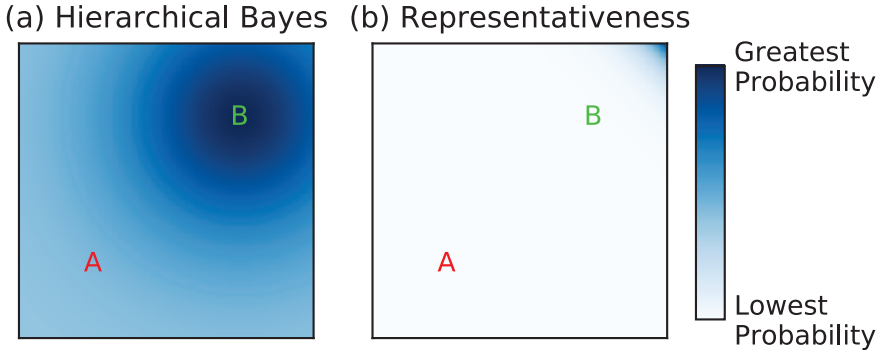 (a) Hierarchical Bayes
(b) Representativeness
B
A
B
A
Greatest
Probability
Lowest
Probability